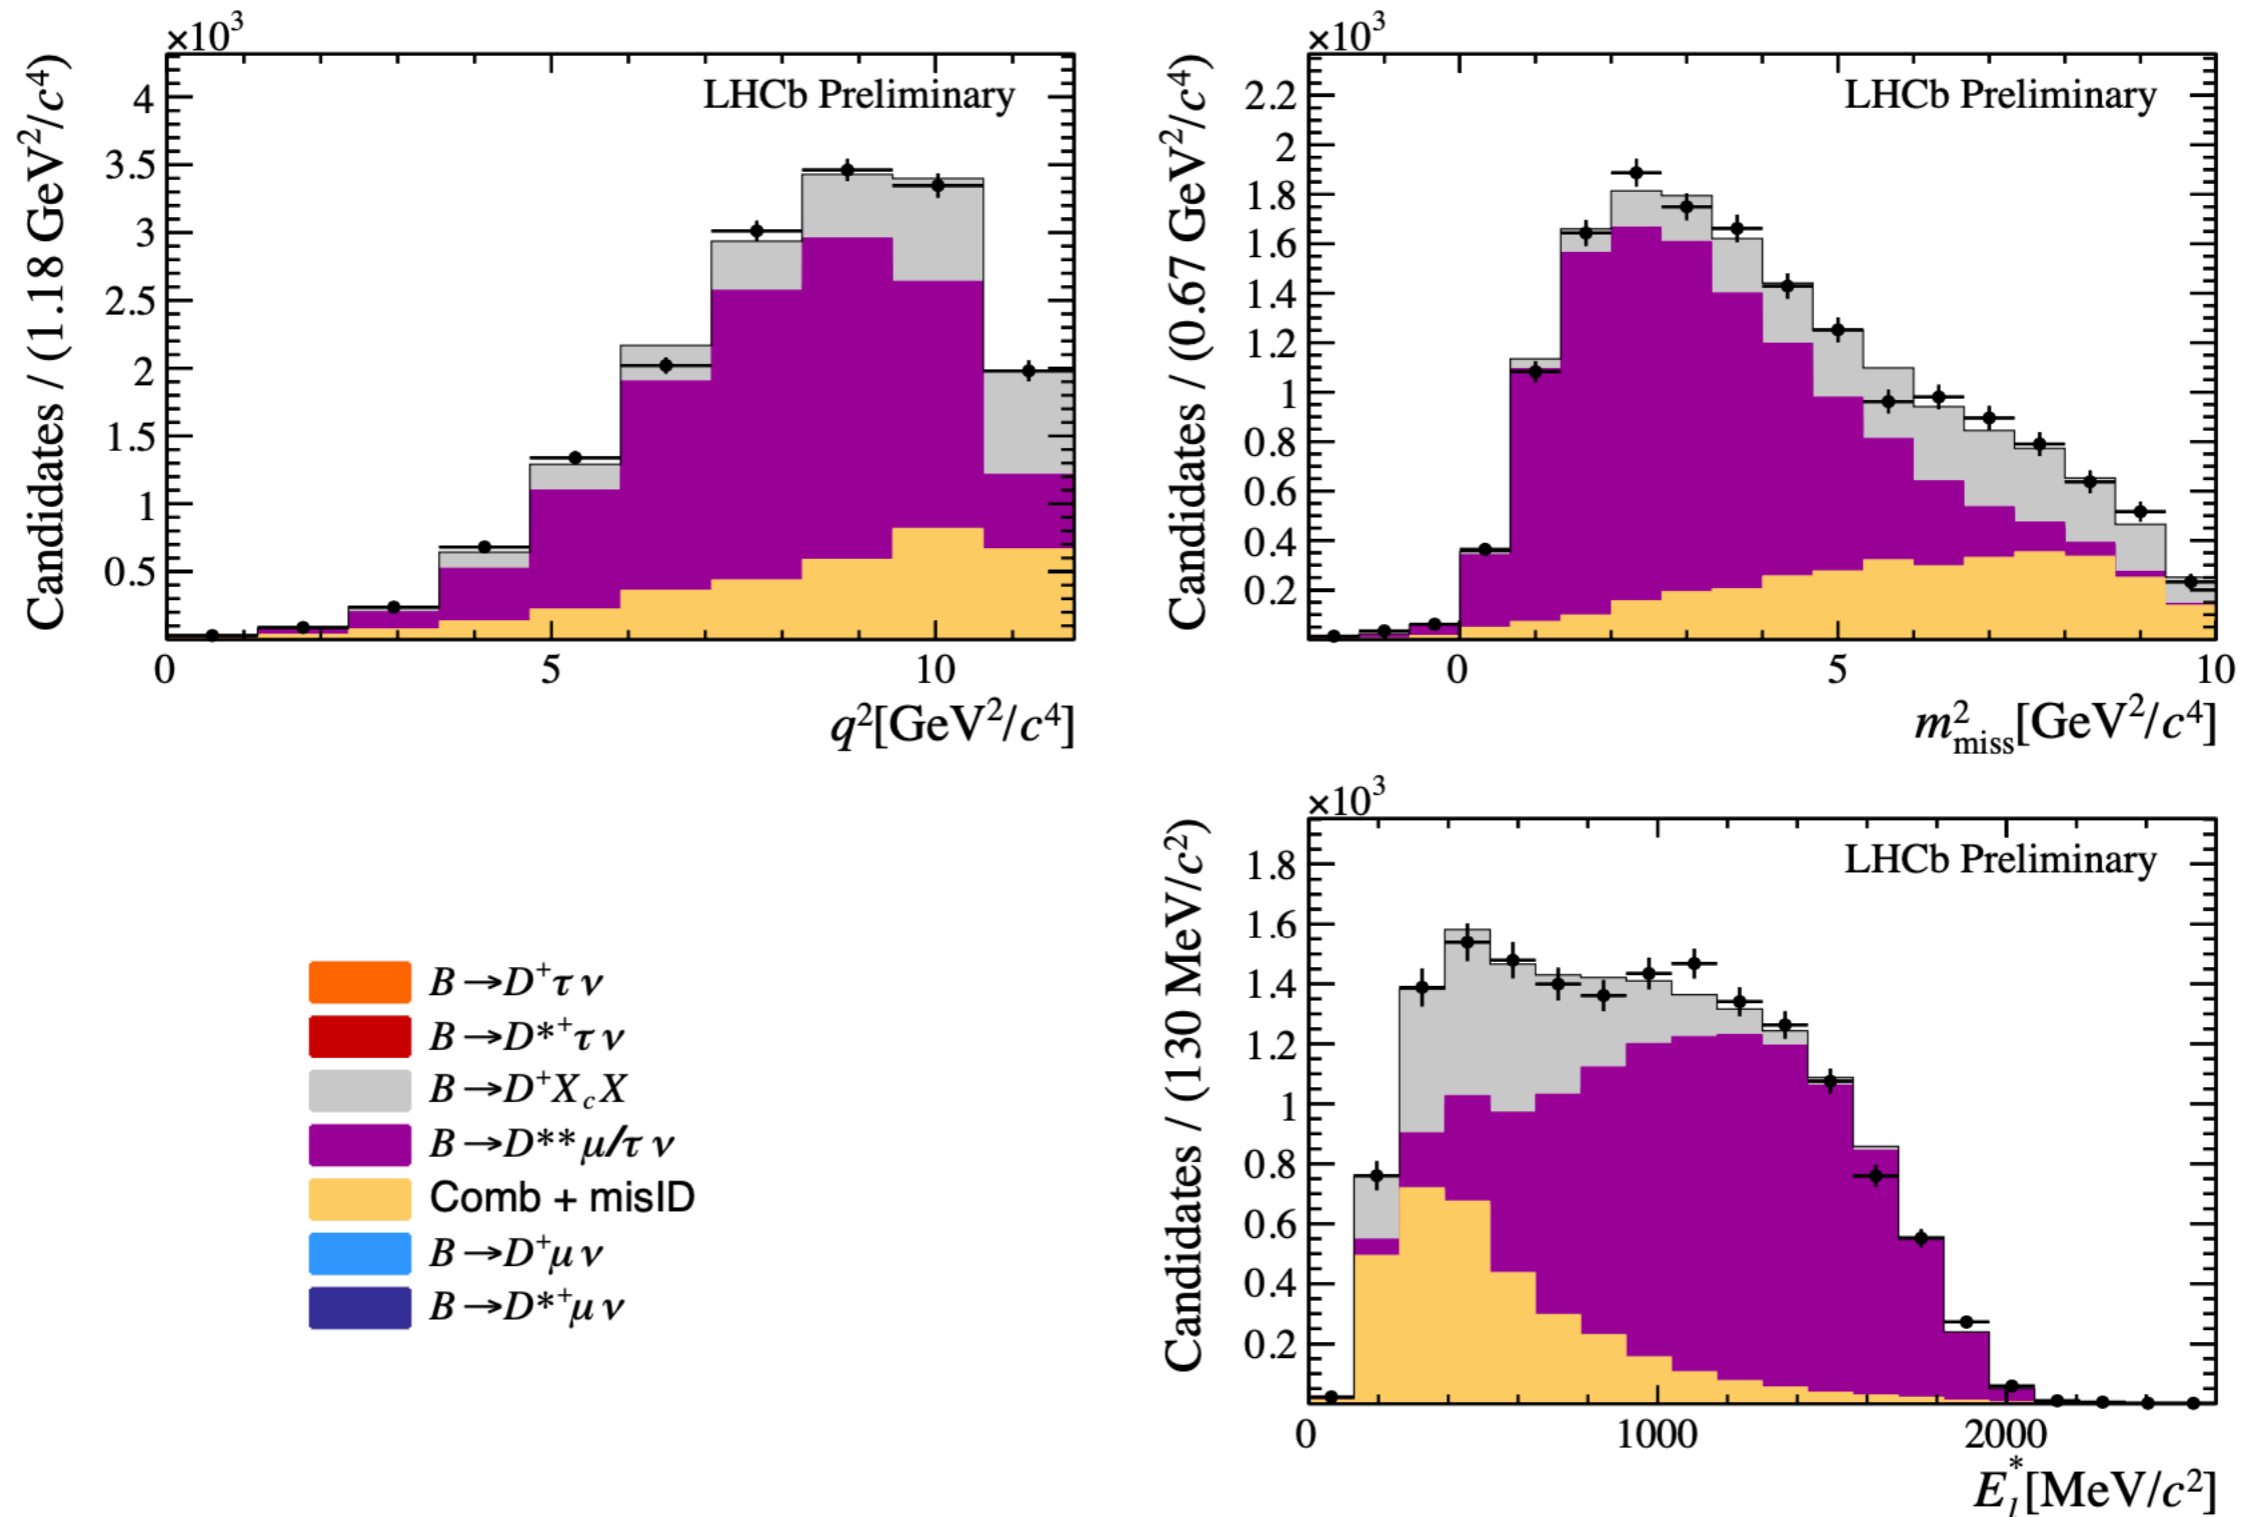 ×10³
Candidates / (1.18 GeV²/c⁴)
LHCb Preliminary
4
3.5
3
2.5
2
1.5
1
0.5
0 5 10
q²[GeV²/c⁴]
×10³
Candidates / (0.67 GeV²/c⁴)
LHCb Preliminary
2.2
2
1.8
1.6
1.4
1.2
1
0.8
0.6
0.4
0.2
0 5 10
m²miss[GeV²/c⁴]
B→D⁺τν
B→D*⁺τν
B→D⁺X_cX
B→D**μ/τν
Comb + misID
B→D⁺μν
B→D*⁺μν
×10³
Candidates / (130 MeV/c²)
LHCb Preliminary
1.8
1.6
1.4
1.2
1
0.8
0.6
0.4
0.2
0 1000 2000
E*_l[MeV/c²]